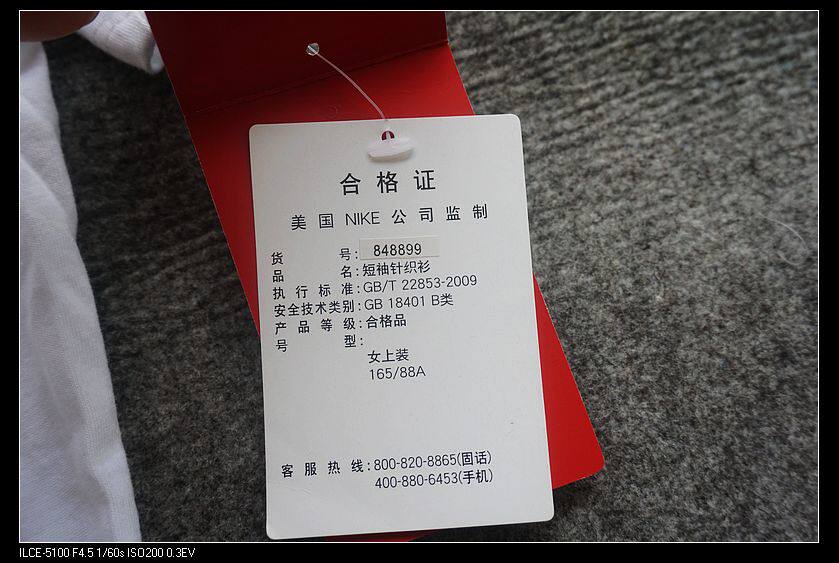 合格证
美国 NIKE 公司监制
货号: 848899
品名: 短袖针织衫
执行标准: GB/T 22853-2009
安全技术类别: GB 18401 B类
产品等级: 合格品
号型:
女上装
165/88A
客服热线: 800-820-8865(固话)
400-880-6453(手机)
ILCE-5100 F4.5 1/60s ISO200 0.3EV